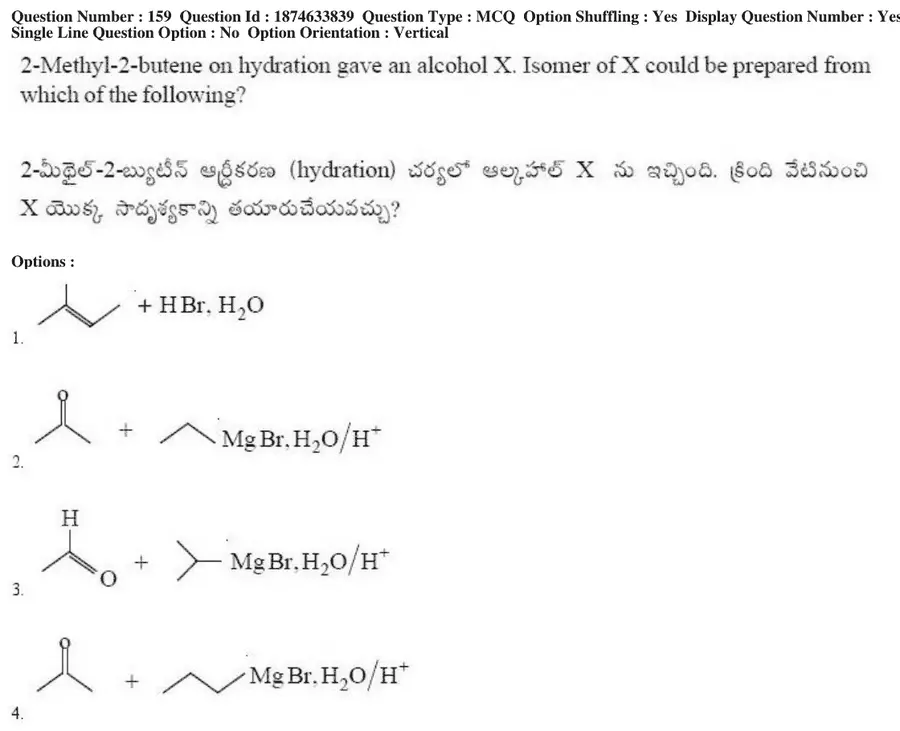 Question Number : 159 Question Id : 1874633839 Question Type : MCQ Option Shuffling : Yes Display Question Number : Yes
Single Line Question Option : No Option Orientation : Vertical
2-Methyl-2-butene on hydration gave an alcohol X. Isomer of X could be prepared from
which of the following?
2-మీథైల్-2-బ్యుటీన్ ఆర్ద్రీకరణ (hydration) చర్యలో ఆల్కహాల్ X ను ఇచ్చింది. క్రింది వేటినుంచి
X యొక్క సాదృశ్యకాన్ని తయారుచేయవచ్చు?
Options :
+ HBr, H₂O
1.
O
+ MgBr, H₂O/H⁺
2.
H
O + MgBr, H₂O/H⁺
3.
O
+ MgBr, H₂O/H⁺
4.